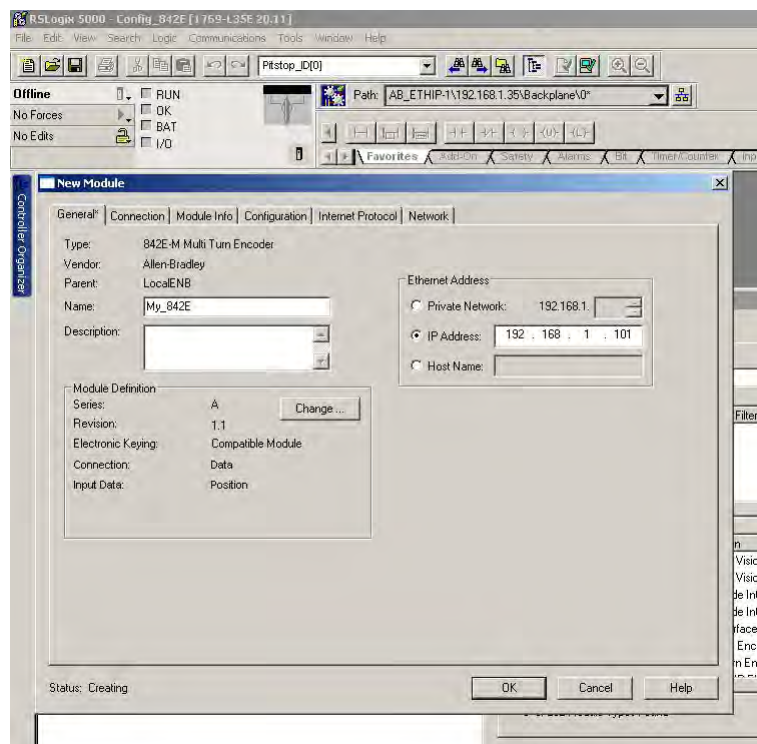 RSLogix 5000 - Config_842E [1769-L35E 20.11]
File Edit View Search Logic Communications Tools Window Help
Pitstop_ID[0]
Offline
RUN
No Forces
OK
No Edits
BAT
I/O
Path: AB_ETHIP-1\192.168.1.35\Backplane\0*
Favorites Add-On Safety Alarms Bit Timer/Counter
Controller Organizer
New Module
General* Connection Module Info Configuration Internet Protocol Network
Type: 842E-M Multi Turn Encoder
Vendor: Allen-Bradley
Parent: LocalENB
Name: My_842E
Description:
Ethernet Address
Private Network: 192.168.1.
IP Address: 192 . 168 . 1 . 101
Host Name:
Module Definition
Series: A
Change ...
Revision: 1.1
Electronic Keying: Compatible Module
Connection: Data
Input Data: Position
Filter
Status: Creating
OK Cancel Help